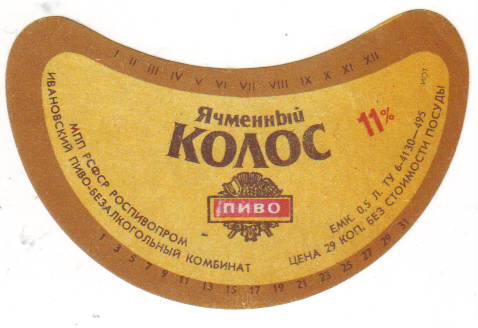 I II III IV V VI VII VIII IX X XI XII
Ячменный
КОЛОС
11%
ПИВО
МПП РСФСР РОСПИВОПРОМ
ИВАНОВСКИЙ ПИВО-БЕЗАЛКОГОЛЬНЫЙ КОМБИНАТ
ЕМК. 0,5 Л. ТУ 6-4130—495
ЦЕНА 29 КОП. БЕЗ СТОИМОСТИ ПОСУДЫ
1 3 5 7 9 11 13 15 17 19 21 23 25 27 29 31